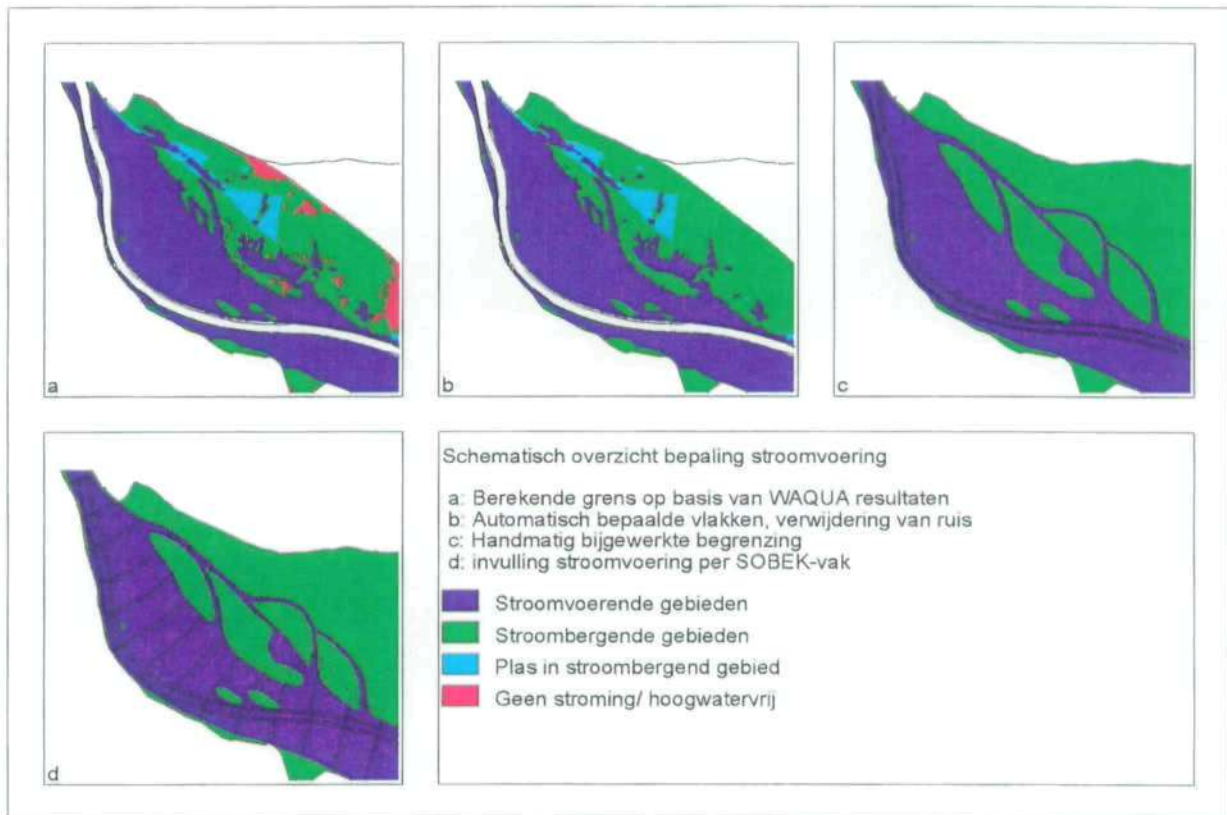 a
b
c
d
Schematisch overzicht bepaling stroomvoering
a: Berekende grens op basis van WAQUA resultaten
b: Automatisch bepaalde vlakken, verwijdering van ruis
c: Handmatig bijgewerkte begrenzing
d: invulling stroomvoering per SOBEK-vak
Stroomvoerende gebieden
Stroombergende gebieden
Plas in stroombergend gebied
Geen stroming/ hoogwatervrij